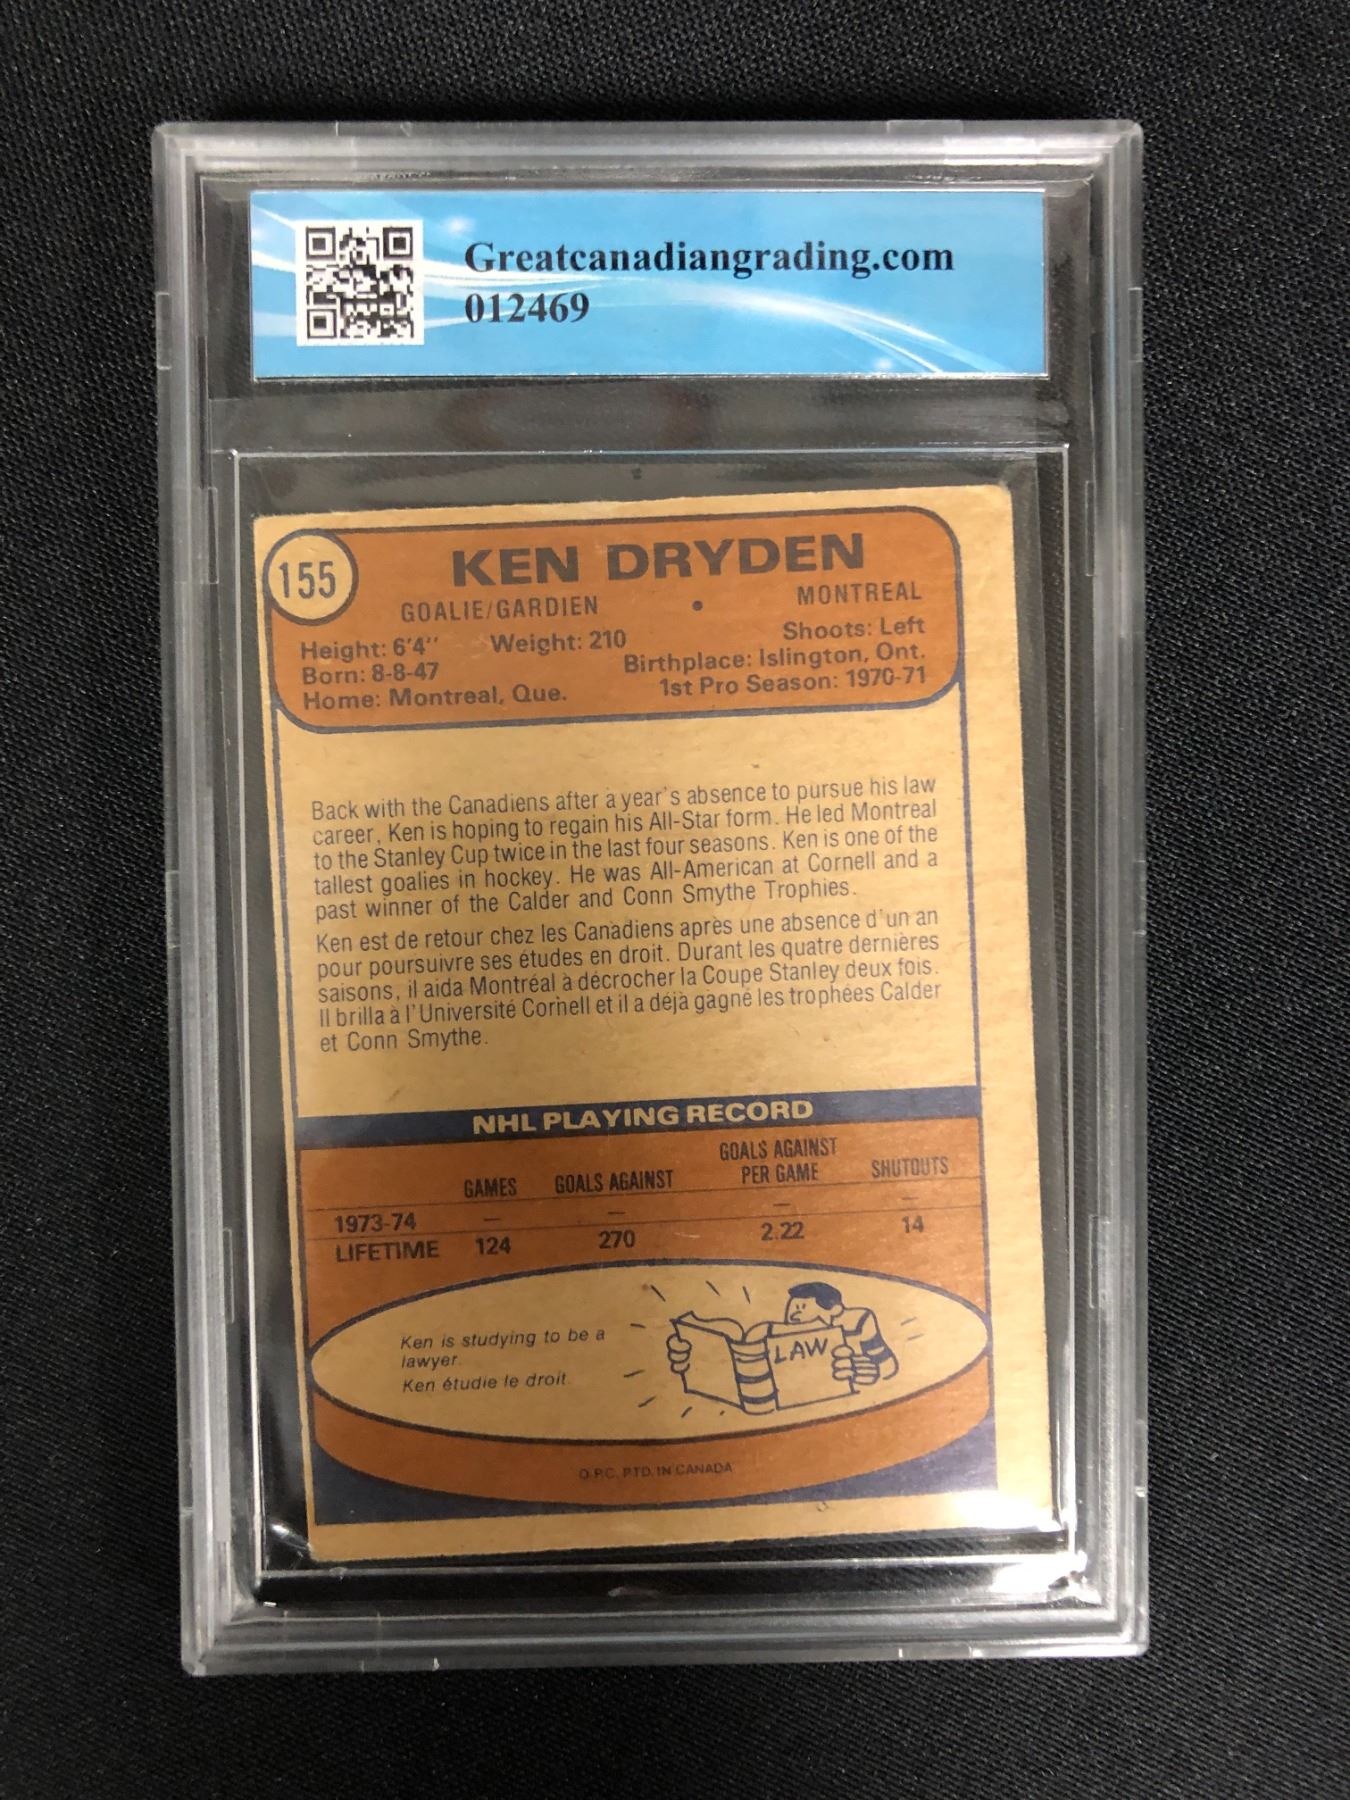 Greatcanadiangrading.com
012469
155
KEN DRYDEN
GOALIE/GARDIEN • MONTREAL
Height: 6'4'' Weight: 210 Shoots: Left
Born: 8-8-47 Birthplace: Islington, Ont.
Home: Montreal, Que. 1st Pro Season: 1970-71
Back with the Canadiens after a year's absence to pursue his law
career, Ken is hoping to regain his All-Star form. He led Montreal
to the Stanley Cup twice in the last four seasons. Ken is one of the
tallest goalies in hockey. He was All-American at Cornell and a
past winner of the Calder and Conn Smythe Trophies.
Ken est de retour chez les Canadiens après une absence d'un an
pour poursuivre ses études en droit. Durant les quatre dernières
saisons, il aida Montréal à décrocher la Coupe Stanley deux fois.
Il brilla à l'Université Cornell et il a déjà gagné les trophées Calder
et Conn Smythe.
NHL PLAYING RECORD
GAMES GOALS AGAINST GOALS AGAINST PER GAME SHUTOUTS
1973-74 — — — —
LIFETIME 124 270 2.22 14
Ken is studying to be a
lawyer.
Ken étudie le droit.
LAW
O.P.C. PTD. IN CANADA